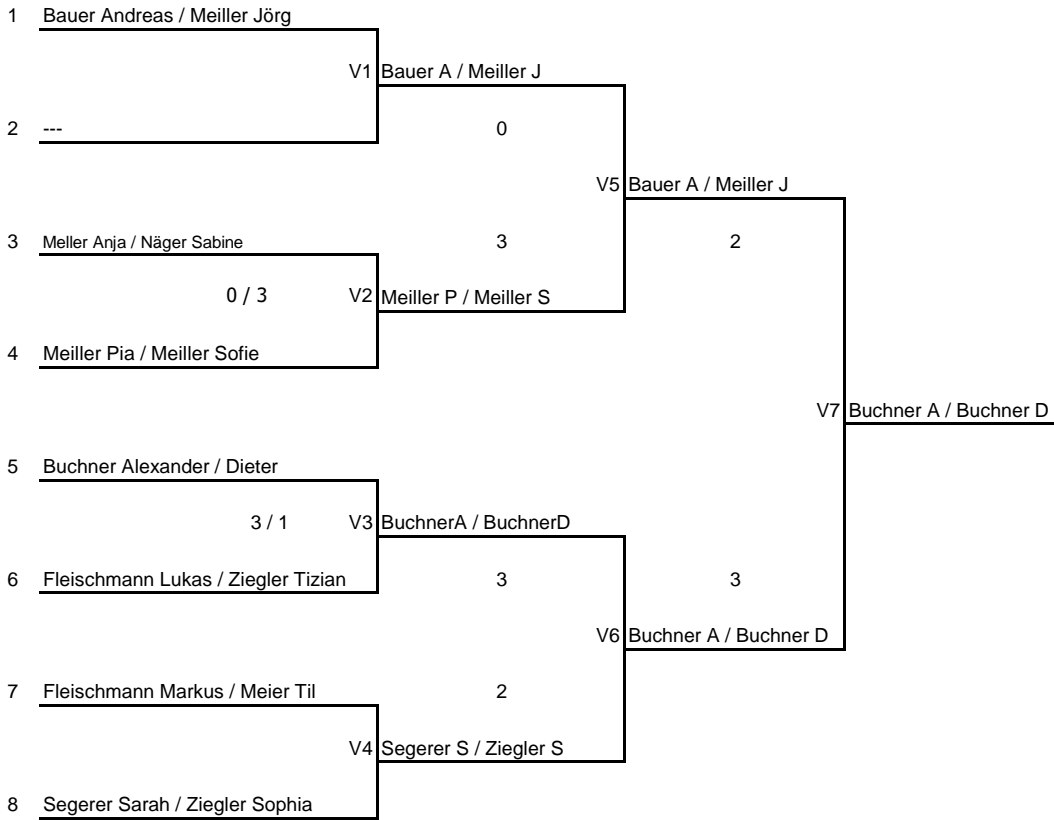 1 Bauer Andreas / Meiller Jörg
V1 Bauer A / Meiller J
2 --- 0
V5 Bauer A / Meiller J
3 Meller Anja / Näger Sabine 3 2
0 / 3 V2 Meiller P / Meiller S
4 Meiller Pia / Meiller Sofie
V7 Buchner A / Buchner D
5 Buchner Alexander / Dieter
3 / 1 V3 BuchnerA / BuchnerD
6 Fleischmann Lukas / Ziegler Tizian 3 3
V6 Buchner A / Buchner D
7 Fleischmann Markus / Meier Til 2
V4 Segerer S / Ziegler S
8 Segerer Sarah / Ziegler Sophia